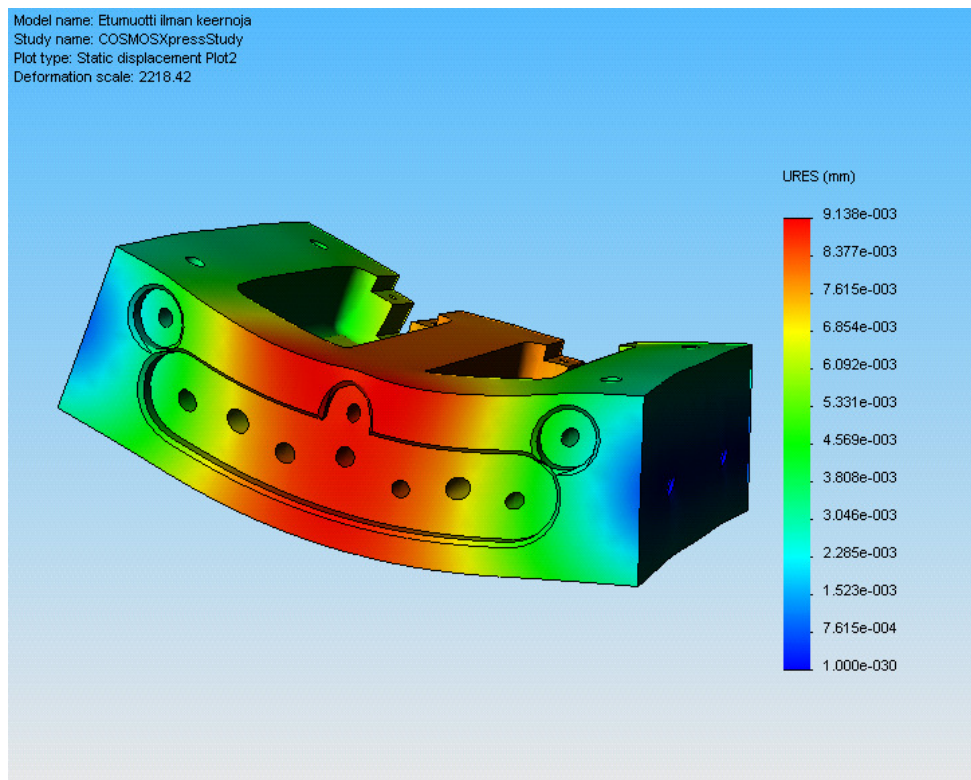 Model name: Etumuotti ilman keernoja
Study name: COSMOSXpressStudy
Plot type: Static displacement Plot2
Deformation scale: 2218.42
URES (mm)
9.138e-003
8.377e-003
7.615e-003
6.854e-003
6.092e-003
5.331e-003
4.569e-003
3.808e-003
3.046e-003
2.285e-003
1.523e-003
7.615e-004
1.000e-030